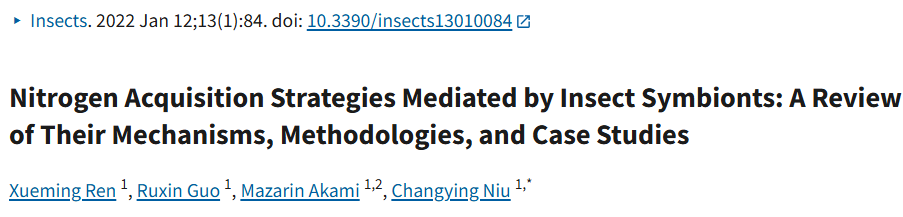 ▸ Insects. 2022 Jan 12;13(1):84. doi: 10.3390/insects13010084
Nitrogen Acquisition Strategies Mediated by Insect Symbionts: A Review
of Their Mechanisms, Methodologies, and Case Studies
Xueming Ren 1, Ruxin Guo 1, Mazarin Akami 1,2, Changying Niu 1,*